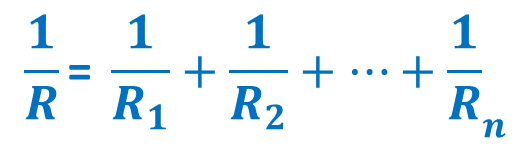 1/R = 1/R₁ + 1/R₂ + ⋯ + 1/Rₙ